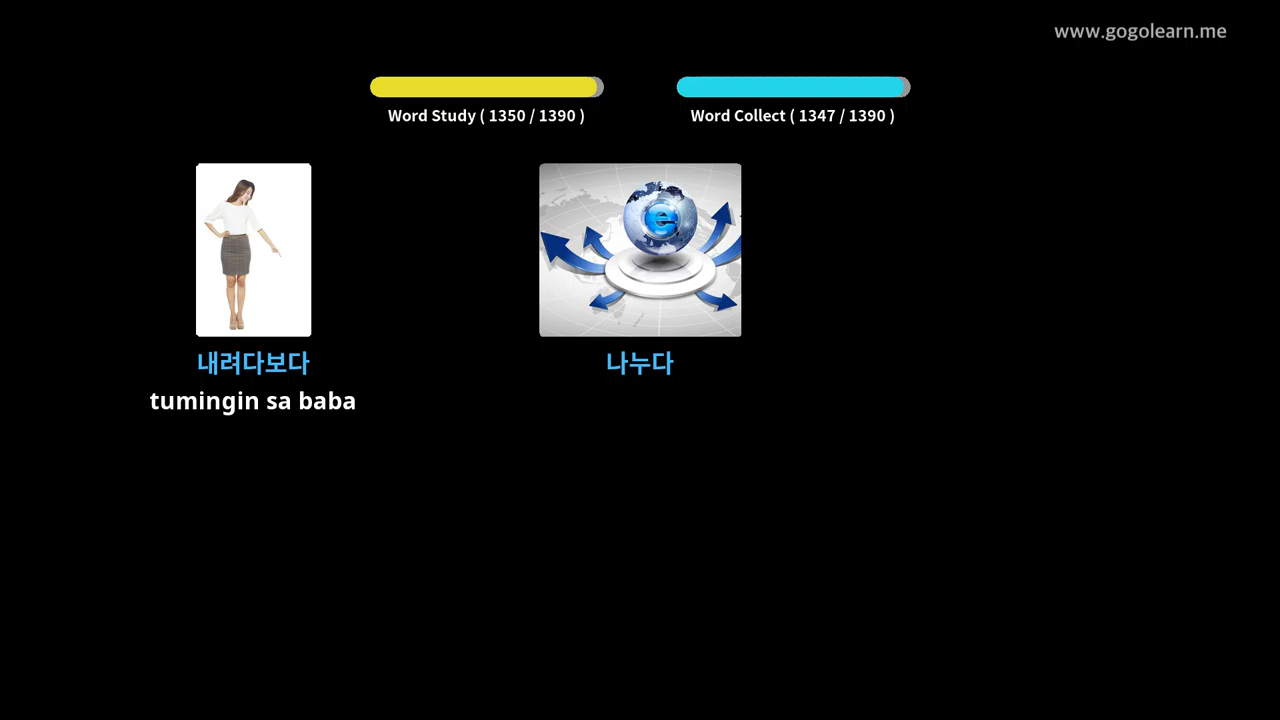 www.gogolearn.me
Word Study ( 1350 / 1390 )
Word Collect ( 1347 / 1390 )
e
내려다보다
나누다
tumingin sa baba